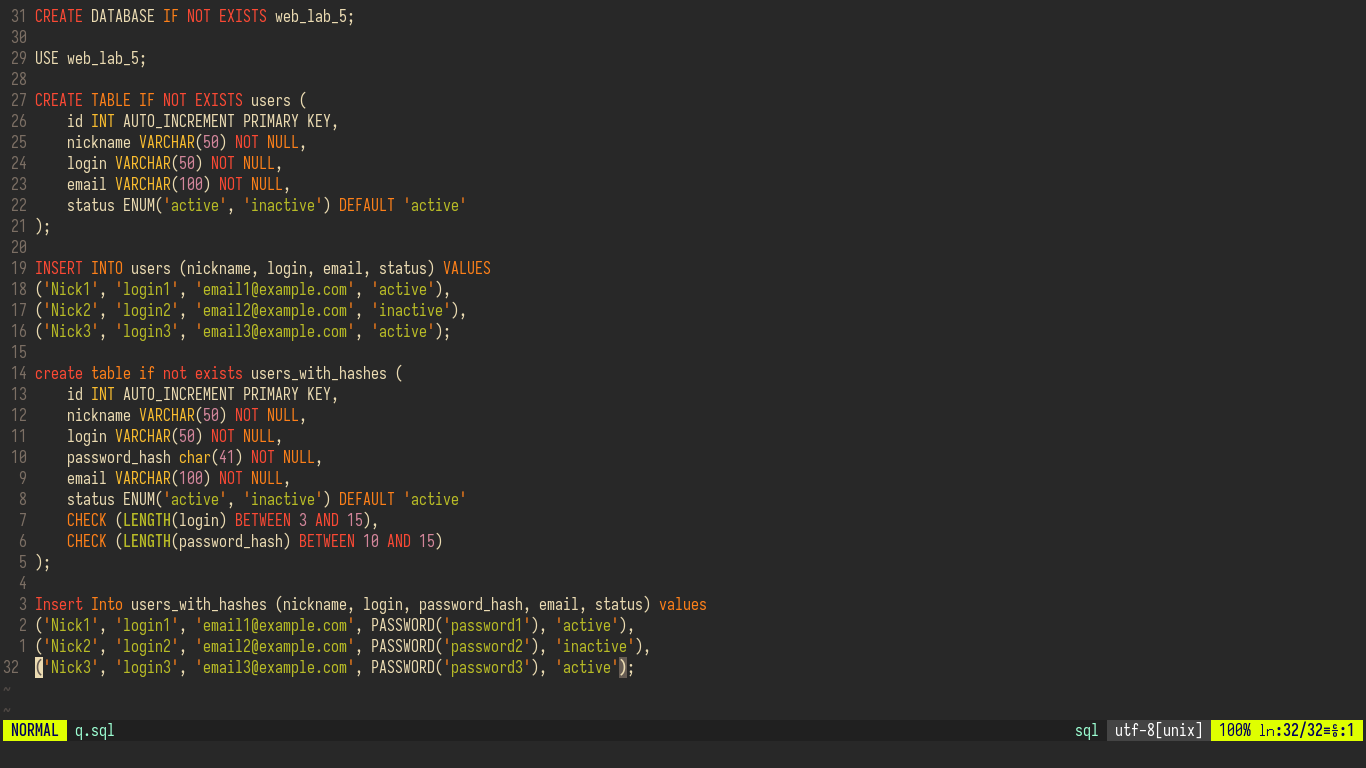 31 CREATE DATABASE IF NOT EXISTS web_lab_5;
30
29 USE web_lab_5;
28
27 CREATE TABLE IF NOT EXISTS users (
26     id INT AUTO_INCREMENT PRIMARY KEY,
25     nickname VARCHAR(50) NOT NULL,
24     login VARCHAR(50) NOT NULL,
23     email VARCHAR(100) NOT NULL,
22     status ENUM('active', 'inactive') DEFAULT 'active'
21 );
20
19 INSERT INTO users (nickname, login, email, status) VALUES
18 ('Nick1', 'login1', 'email1@example.com', 'active'),
17 ('Nick2', 'login2', 'email2@example.com', 'inactive'),
16 ('Nick3', 'login3', 'email3@example.com', 'active');
15
14 create table if not exists users_with_hashes (
13     id INT AUTO_INCREMENT PRIMARY KEY,
12     nickname VARCHAR(50) NOT NULL,
11     login VARCHAR(50) NOT NULL,
10     password_hash char(41) NOT NULL,
9     email VARCHAR(100) NOT NULL,
8     status ENUM('active', 'inactive') DEFAULT 'active'
7     CHECK (LENGTH(login) BETWEEN 3 AND 15),
6     CHECK (LENGTH(password_hash) BETWEEN 10 AND 15)
5 );
4
3 Insert Into users_with_hashes (nickname, login, password_hash, email, status) values
2 ('Nick1', 'login1', 'email1@example.com', PASSWORD('password1'), 'active'),
1 ('Nick2', 'login2', 'email2@example.com', PASSWORD('password2'), 'inactive'),
32 ('Nick3', 'login3', 'email3@example.com', PASSWORD('password3'), 'active');
~
~
NORMAL q.sql sql utf-8[unix] 100% ln:32/32≡℅:1